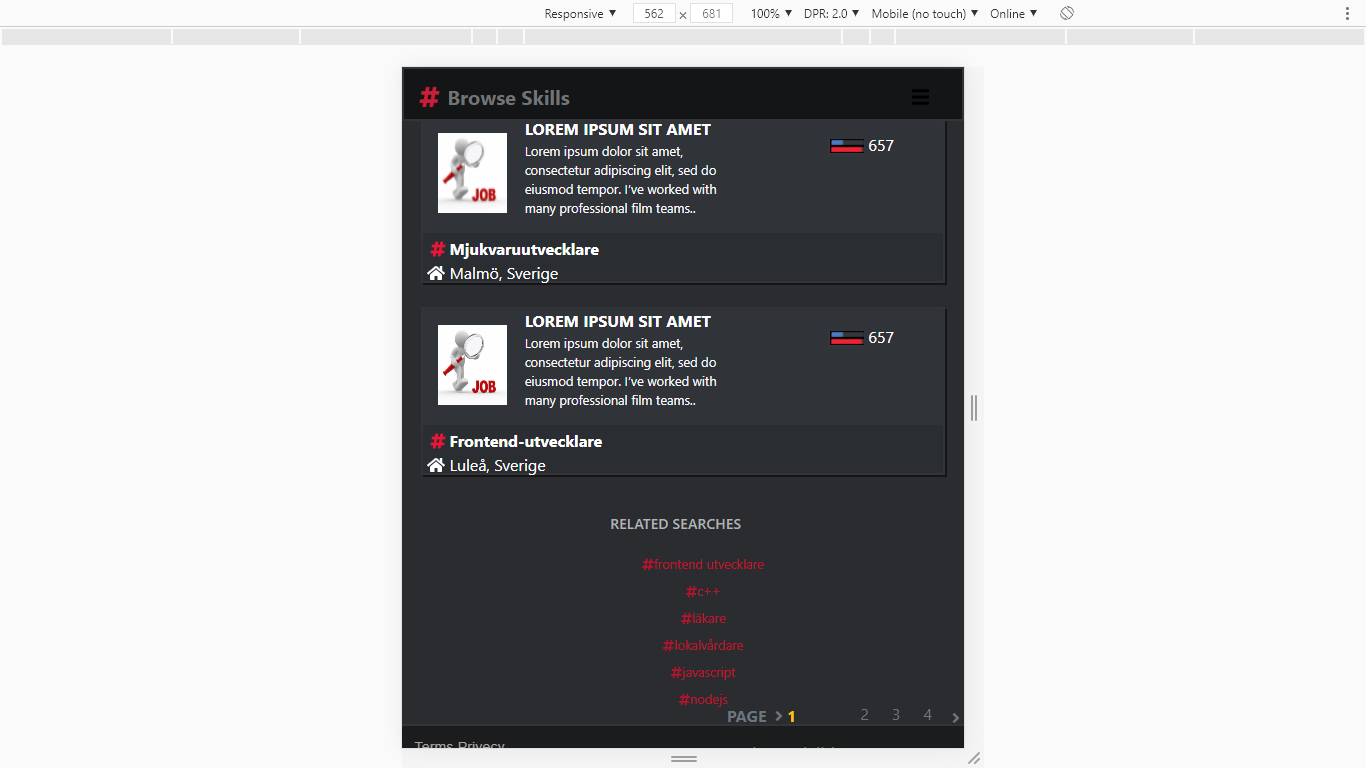 Responsive ▼ 562 × 681 100% ▼ DPR: 2.0 ▼ Mobile (no touch) ▼ Online ▼
# Browse Skills
LOREM IPSUM SIT AMET
Lorem ipsum dolor sit amet,
consectetur adipiscing elit, sed do
eiusmod tempor. I've worked with
many professional film teams..
657
JOB
# Mjukvaruutvecklare
Malmö, Sverige
LOREM IPSUM SIT AMET
Lorem ipsum dolor sit amet,
consectetur adipiscing elit, sed do
eiusmod tempor. I've worked with
many professional film teams..
657
JOB
# Frontend-utvecklare
Luleå, Sverige
RELATED SEARCHES
#frontend utvecklare
#c++
#läkare
#lokalvårdare
#javascript
#nodejs
PAGE > 1 2 3 4 >
Terms Privecy